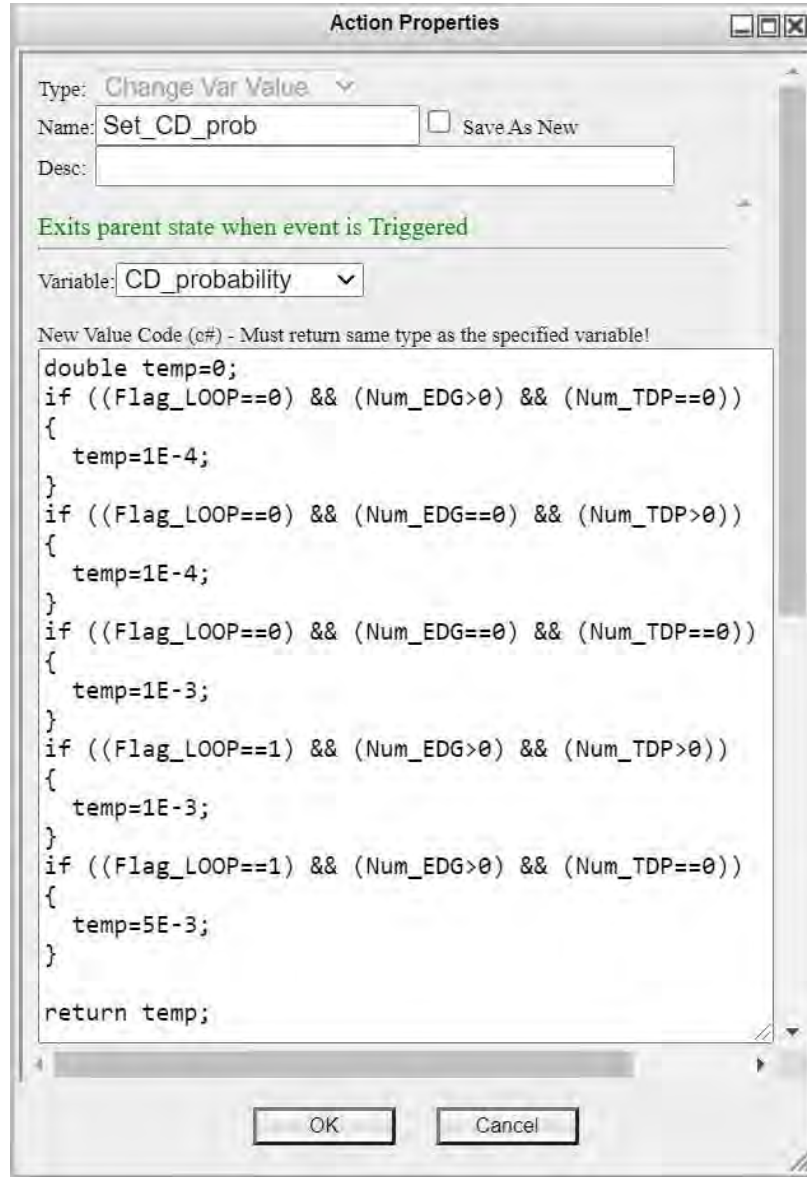 Action Properties
Type: Change Var Value
Name: Set_CD_prob Save As New
Desc:
Exits parent state when event is Triggered
Variable: CD_probability
New Value Code (c#) - Must return same type as the specified variable!
double temp=0;
if ((Flag_LOOP==0) && (Num_EDG>0) && (Num_TDP==0))
{
  temp=1E-4;
}
if ((Flag_LOOP==0) && (Num_EDG==0) && (Num_TDP>0))
{
  temp=1E-4;
}
if ((Flag_LOOP==0) && (Num_EDG==0) && (Num_TDP==0))
{
  temp=1E-3;
}
if ((Flag_LOOP==1) && (Num_EDG>0) && (Num_TDP>0))
{
  temp=1E-3;
}
if ((Flag_LOOP==1) && (Num_EDG>0) && (Num_TDP==0))
{
  temp=5E-3;
}
return temp;
OK Cancel